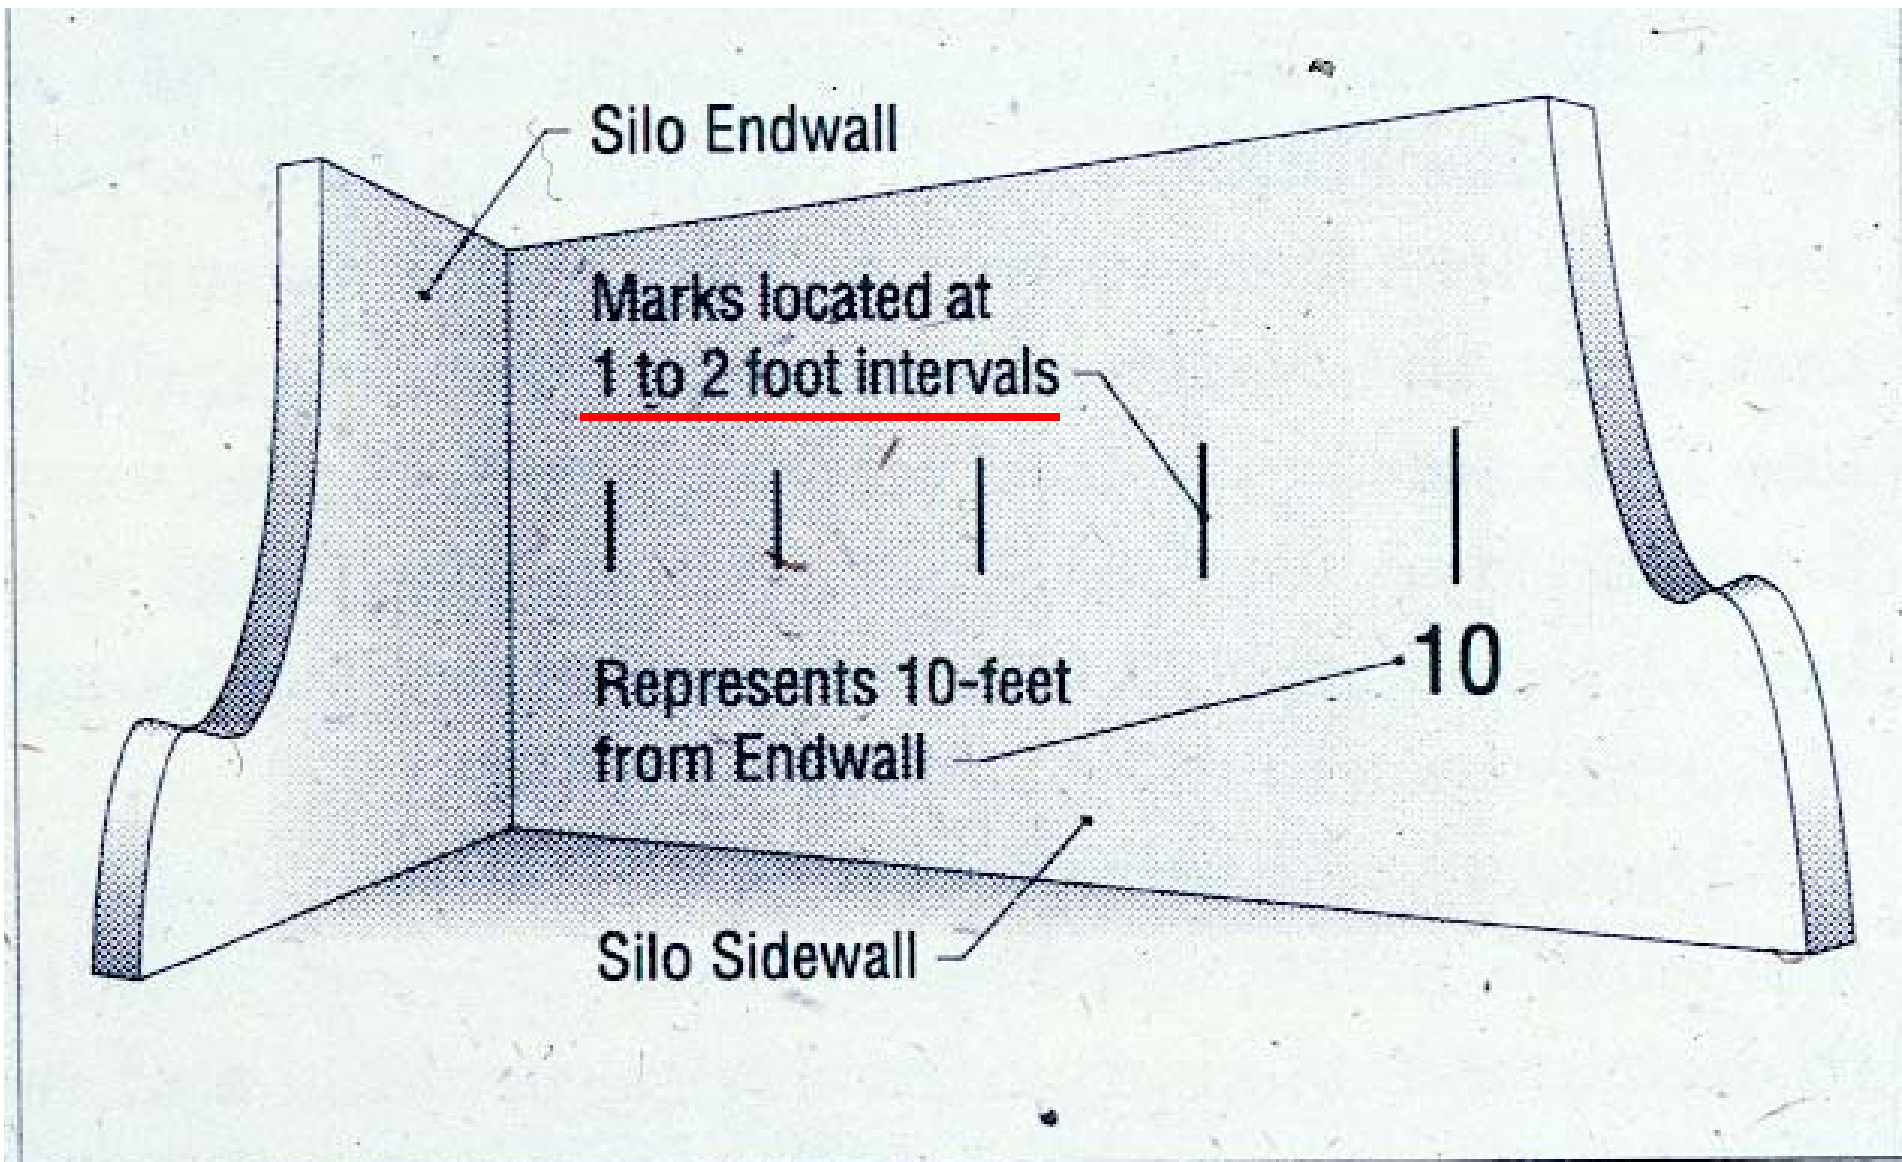 Silo Endwall
Marks located at
1 to 2 foot intervals
Represents 10-feet
from Endwall
10
Silo Sidewall